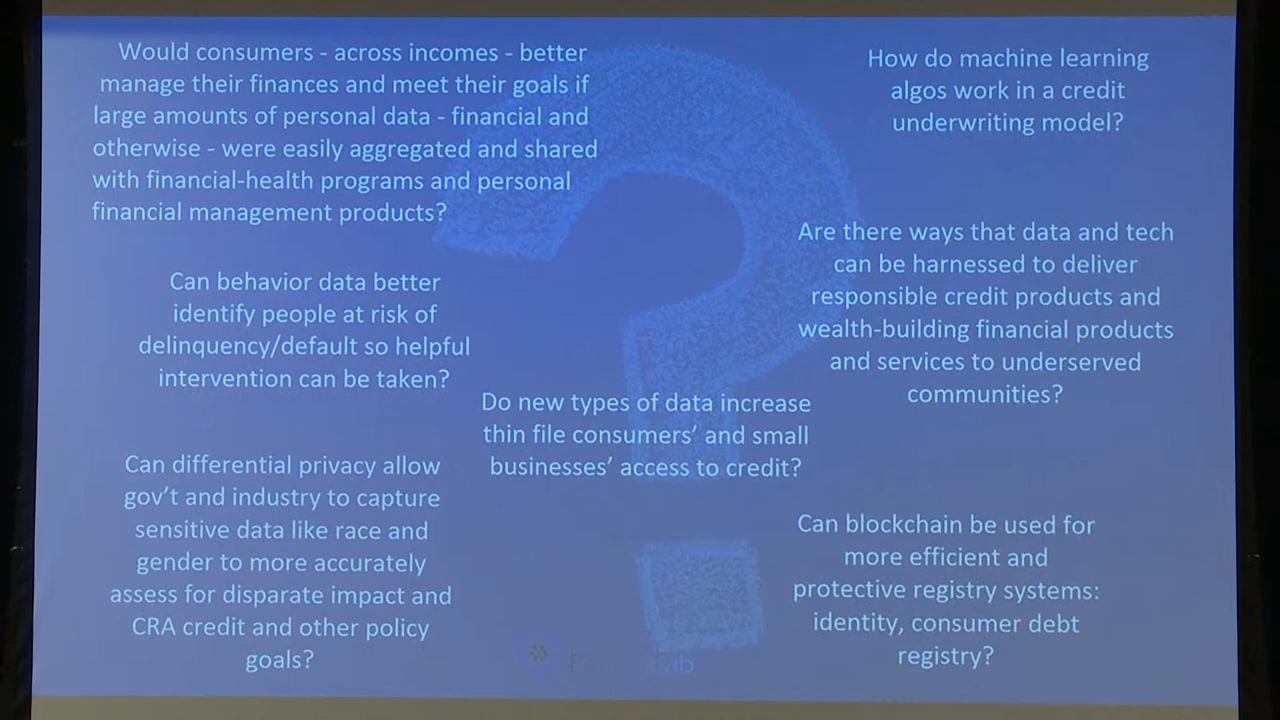 Would consumers - across incomes - better
manage their finances and meet their goals if
large amounts of personal data - financial and
otherwise - were easily aggregated and shared
with financial-health programs and personal
financial management products?
How do machine learning
algos work in a credit
underwriting model?
Are there ways that data and tech
can be harnessed to deliver
responsible credit products and
wealth-building financial products
and services to underserved
communities?
Can behavior data better
identify people at risk of
delinquency/default so helpful
intervention can be taken?
Do new types of data increase
thin file consumers’ and small
businesses’ access to credit?
Can differential privacy allow
gov’t and industry to capture
sensitive data like race and
gender to more accurately
assess for disparate impact and
CRA credit and other policy
goals?
Can blockchain be used for
more efficient and
protective registry systems:
identity, consumer debt
registry?